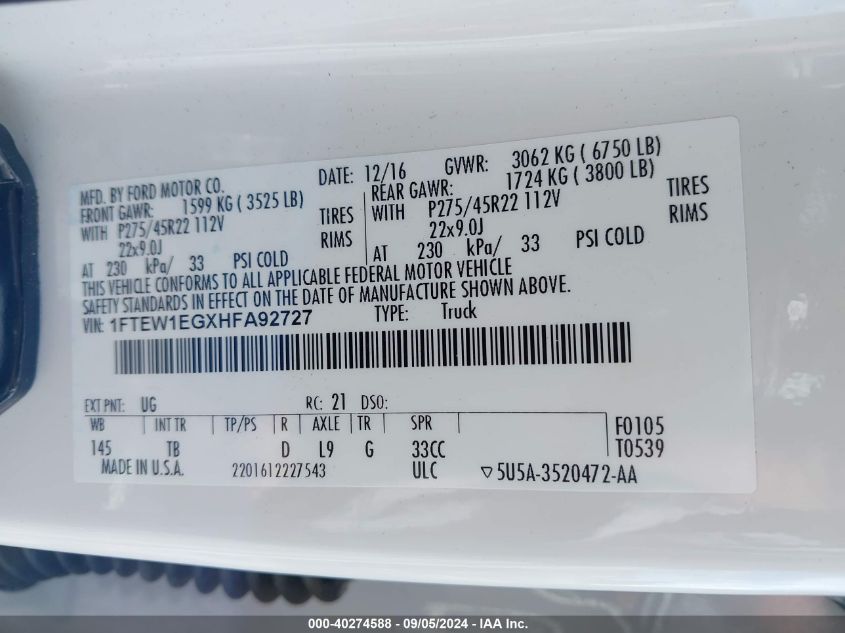 MFD. BY FORD MOTOR CO. DATE: 12/16 GVWR: 3062 KG ( 6750 LB)
FRONT GAWR: 1599 KG ( 3525 LB) REAR GAWR: 1724 KG ( 3800 LB)
WITH P275/45R22 112V TIRES WITH P275/45R22 112V TIRES
22x9.0J RIMS 22x9.0J RIMS
AT 230 kPa/ 33 PSI COLD AT 230 kPa/ 33 PSI COLD
THIS VEHICLE CONFORMS TO ALL APPLICABLE FEDERAL MOTOR VEHICLE
SAFETY STANDARDS IN EFFECT ON THE DATE OF MANUFACTURE SHOWN ABOVE.
VIN: 1FTEW1EGXHFA92727 TYPE: Truck
EXT PNT: UG RC: 21 DSO:
WB INT TR TP/PS R AXLE TR SPR F0105
145 TB D L9 G 33CC T0539
MADE IN U.S.A. 2201612227543 ULC ▽5U5A-3520472-AA
000-40274588 - 09/05/2024 - IAAI Inc.